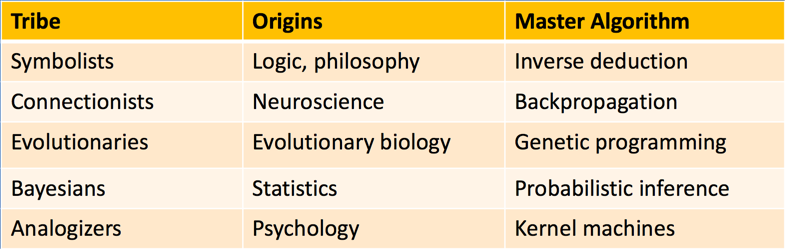 Tribe Origins Master Algorithm
Symbolists Logic, philosophy Inverse deduction
Connectionists Neuroscience Backpropagation
Evolutionaries Evolutionary biology Genetic programming
Bayesians Statistics Probabilistic inference
Analogizers Psychology Kernel machines